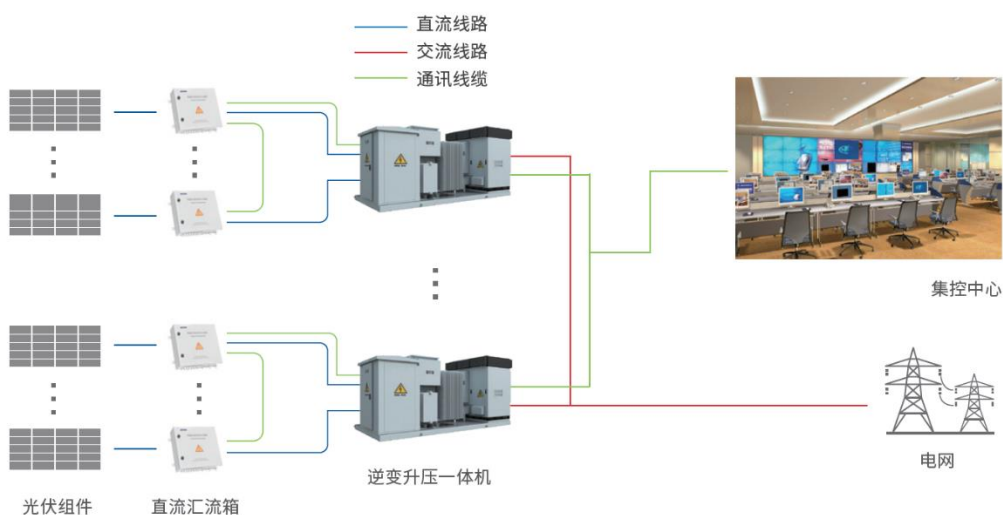 直流线路
交流线路
通讯线缆
集控中心
电网
逆变升压一体机
光伏组件
直流汇流箱